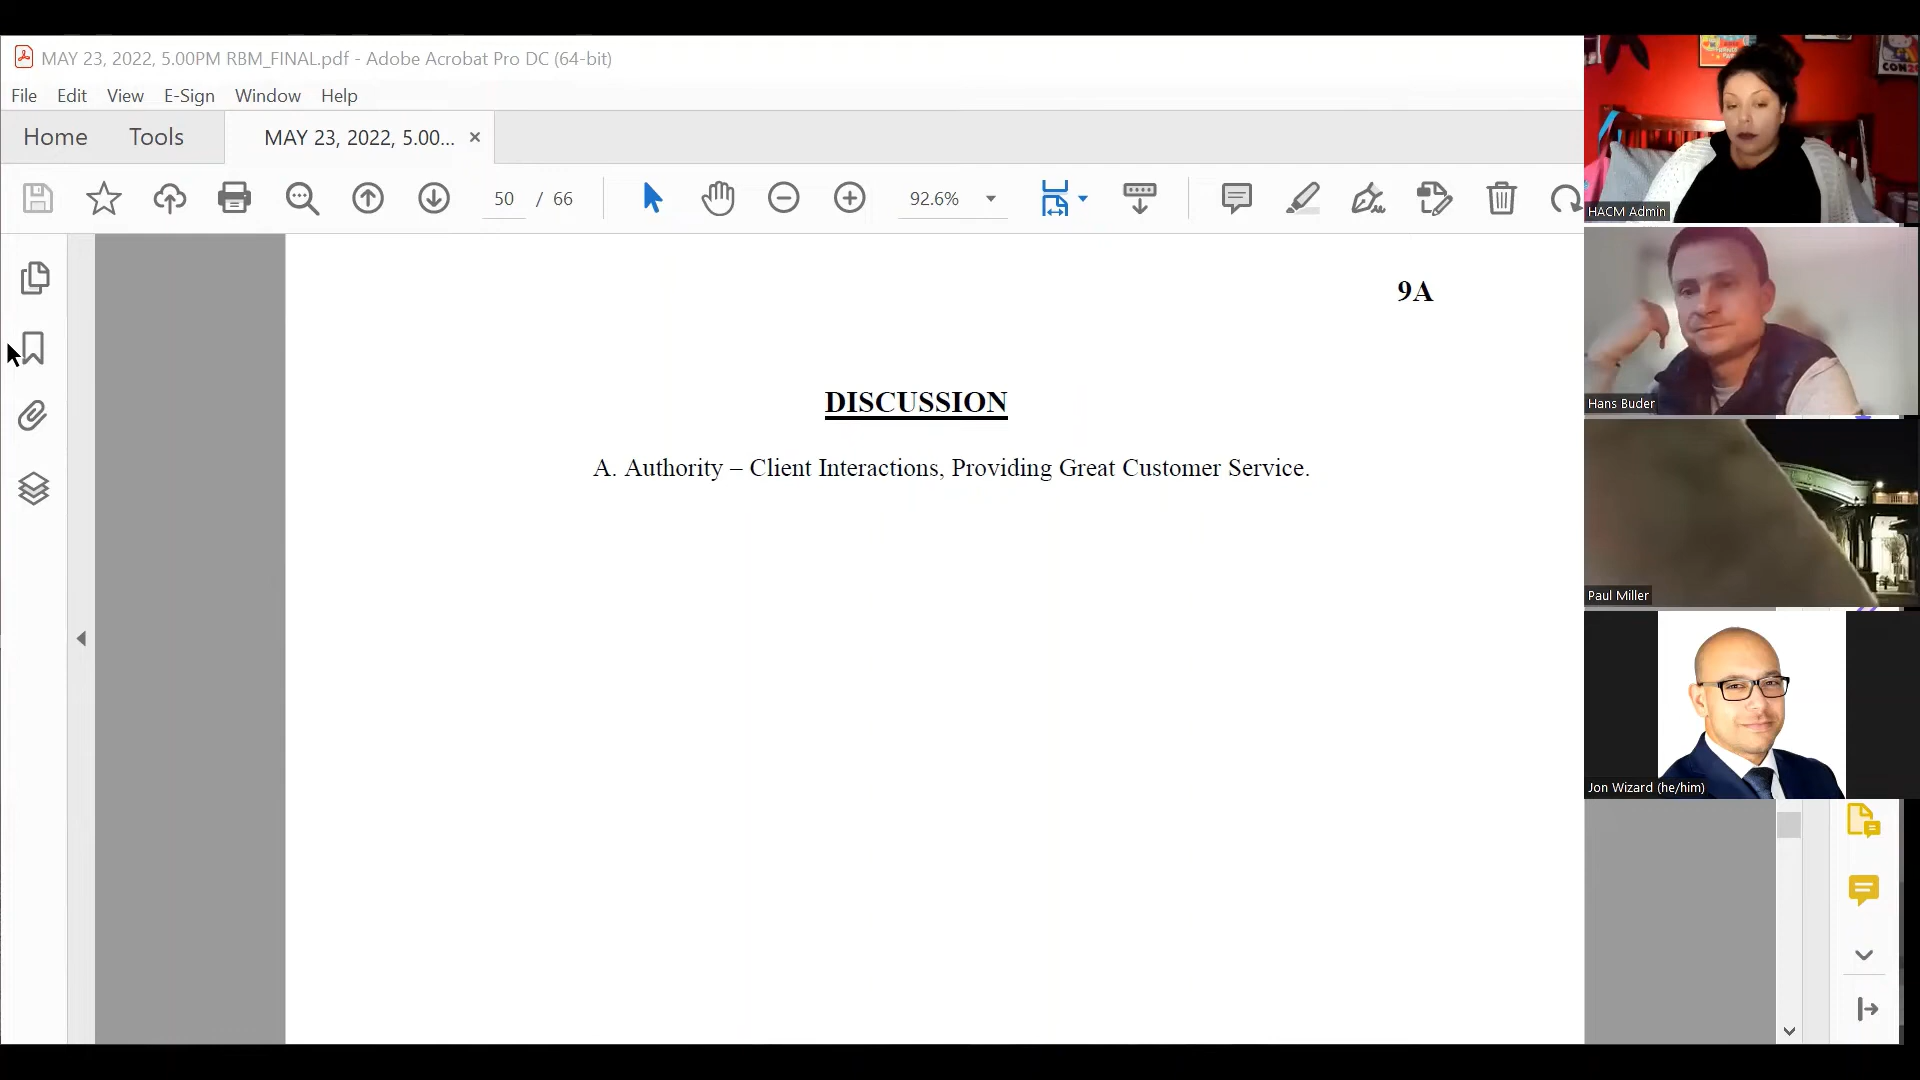 MAY 23, 2022, 5.00PM RBM_FINAL.pdf - Adobe Acrobat Pro DC (64-bit)
File Edit View E-Sign Window Help
Home Tools MAY 23, 2022, 5.00... ×
50 / 66 92.6%
9A
DISCUSSION
A. Authority – Client Interactions, Providing Great Customer Service.
CON
HACM Admin
Hans Buder
Paul Miller
Jon Wizard (he/him)